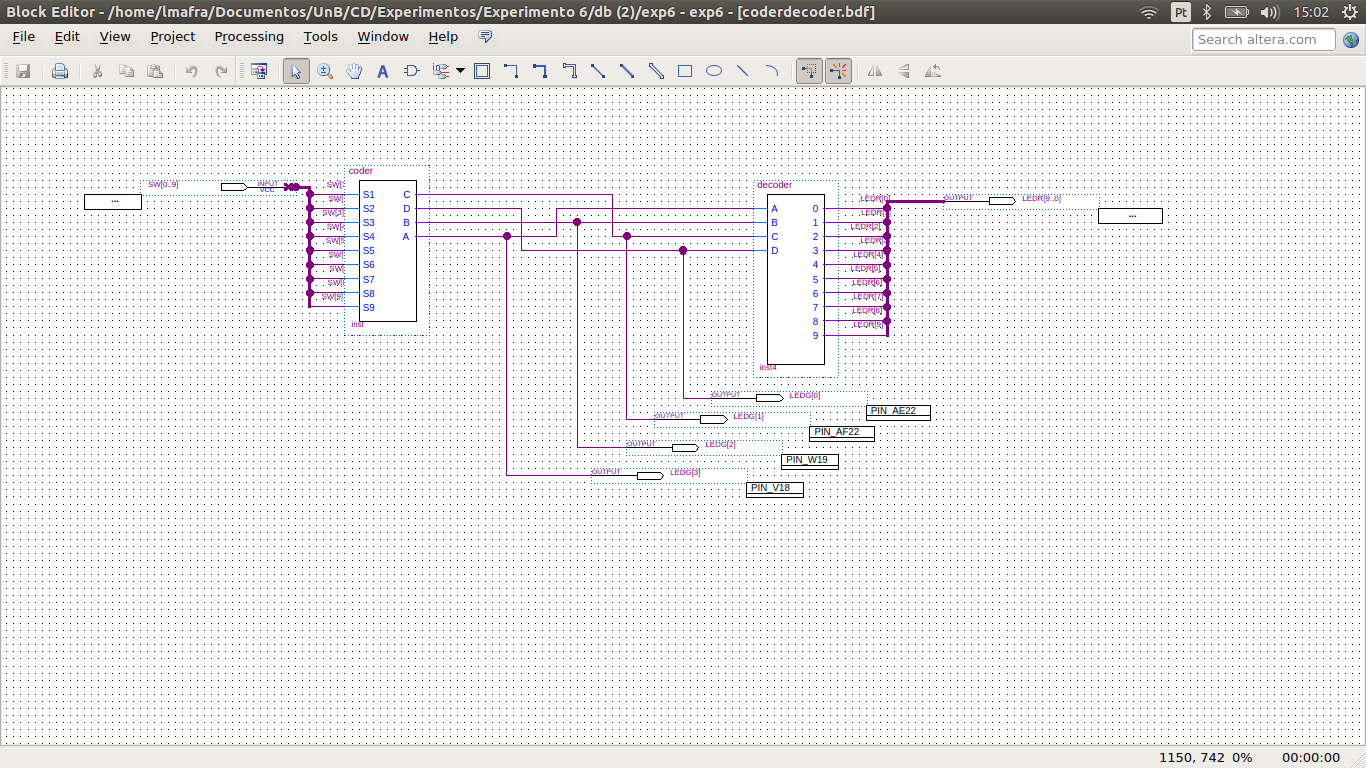 Block Editor - /home/lmafra/Documentos/UnB/CD/Experimentos/Experimento 6/db (2)/exp6 - exp6 - [coderdecoder.bdf]
Pt
15:02
File Edit View Project Processing Tools Window Help
Search altera.com
coder
SW[0..9]
INPUT
VCC
...
SW[
SW[
SW[3]
SW[
SW[
SW[
SW[
SW[
SW[9]
S1
S2
S3
S4
S5
S6
S7
S8
S9
C
D
B
A
inst
decoder
A
B
C
D
0
1
2
3
4
5
6
7
8
9
inst4
LEDR[
LEDR[2]
LEDR[
LEDR[4]
LEDR[5]
LEDR[6]
LEDR[7]
LEDR[8]
LEDR[9]
OUTPUT
LEDR[9..0]
...
OUTPUT LEDG[0]
PIN_AE22
OUTPUT LEDG[1]
PIN_AF22
OUTPUT LEDG[2]
PIN_W19
OUTPUT LEDG[3]
PIN_V18
1150, 742 0% 00:00:00